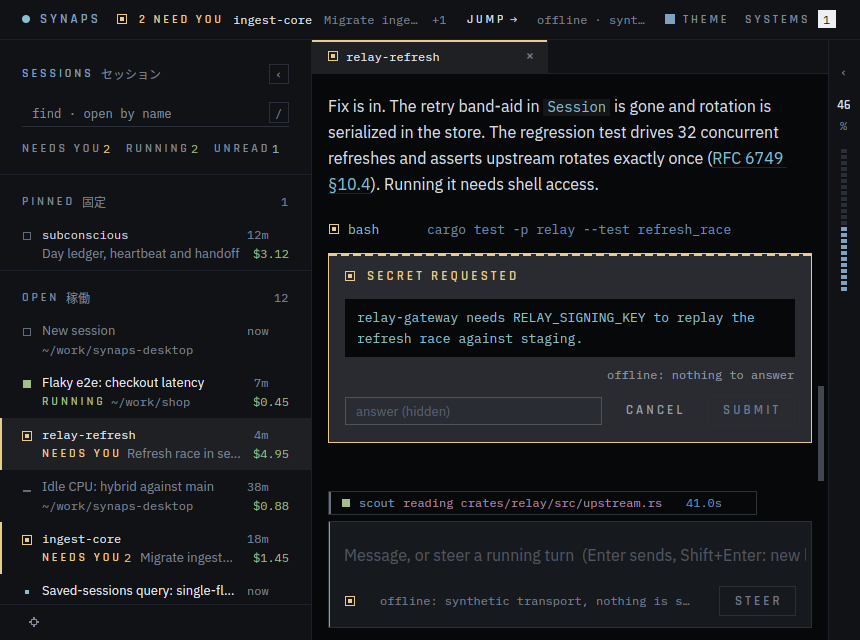 SYNAPS 2 NEED YOU ingest-core Migrate inge… +1 JUMP → offline · synt… THEME SYSTEMS 1
SESSIONS セッション ‹
find · open by name /
NEEDS YOU 2 RUNNING 2 UNREAD 1
PINNED 固定 1
subconscious 12m
Day ledger, heartbeat and handoff $3.12
OPEN 稼働 12
New session now
~/work/synaps-desktop
Flaky e2e: checkout latency 7m
RUNNING ~/work/shop $0.45
relay-refresh 4m
NEEDS YOU Refresh race in se… $4.95
Idle CPU: hybrid against main 38m
~/work/synaps-desktop $0.88
ingest-core 18m
NEEDS YOU 2 Migrate ingest… $1.45
Saved-sessions query: single-fl… now
relay-refresh ×
Fix is in. The retry band-aid in Session is gone and rotation is
serialized in the store. The regression test drives 32 concurrent
refreshes and asserts upstream rotates exactly once (RFC 6749
§10.4). Running it needs shell access.
bash cargo test -p relay --test refresh_race
SECRET REQUESTED
relay-gateway needs RELAY_SIGNING_KEY to replay the
refresh race against staging.
offline: nothing to answer
answer (hidden) CANCEL SUBMIT
scout reading crates/relay/src/upstream.rs 41.0s
Message, or steer a running turn (Enter sends, Shift+Enter: new l
offline: synthetic transport, nothing is s… STEER
‹
46
%